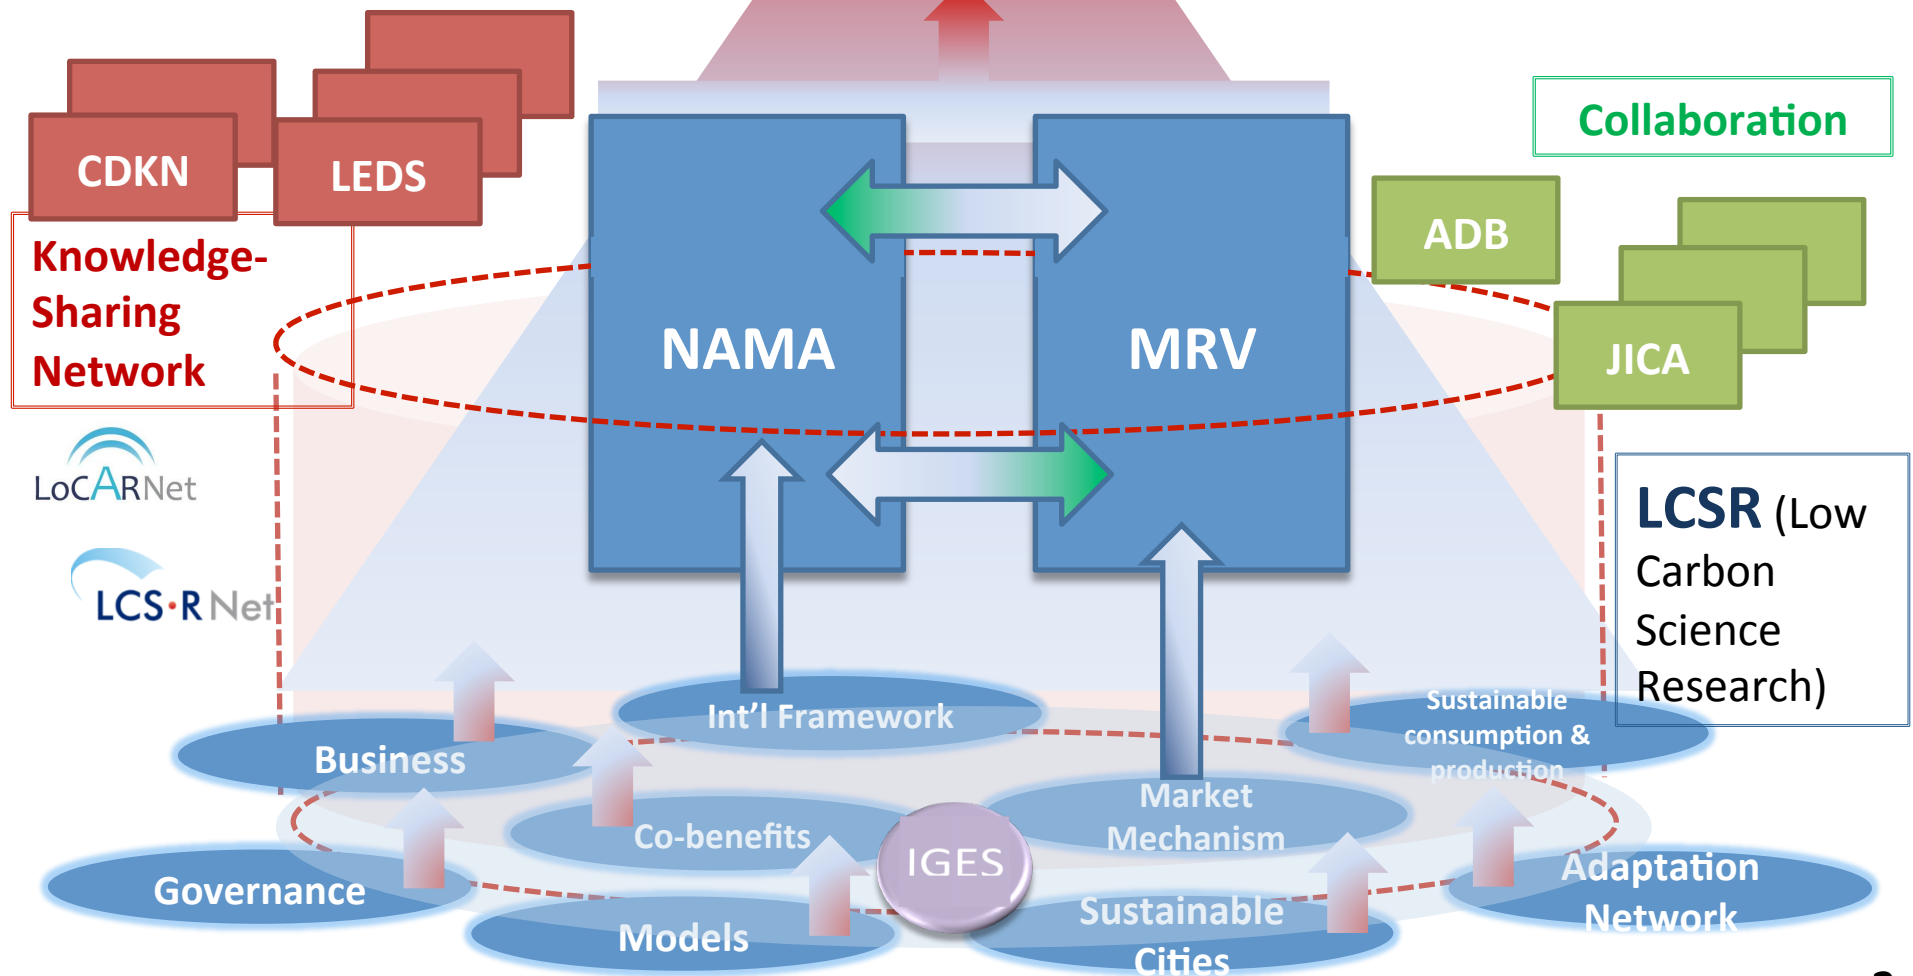 CDKN
LEDS
Collaboration
ADB
Knowledge-
Sharing
Network
NAMA
MRV
JICA
LoCARNet
LCS·R Net
LCSR (Low
Carbon
Science
Research)
Int'l Framework
Sustainable
consumption &
production
Business
Market
Mechanism
Co-benefits
IGES
Governance
Adaptation
Network
Models
Sustainable
Cities